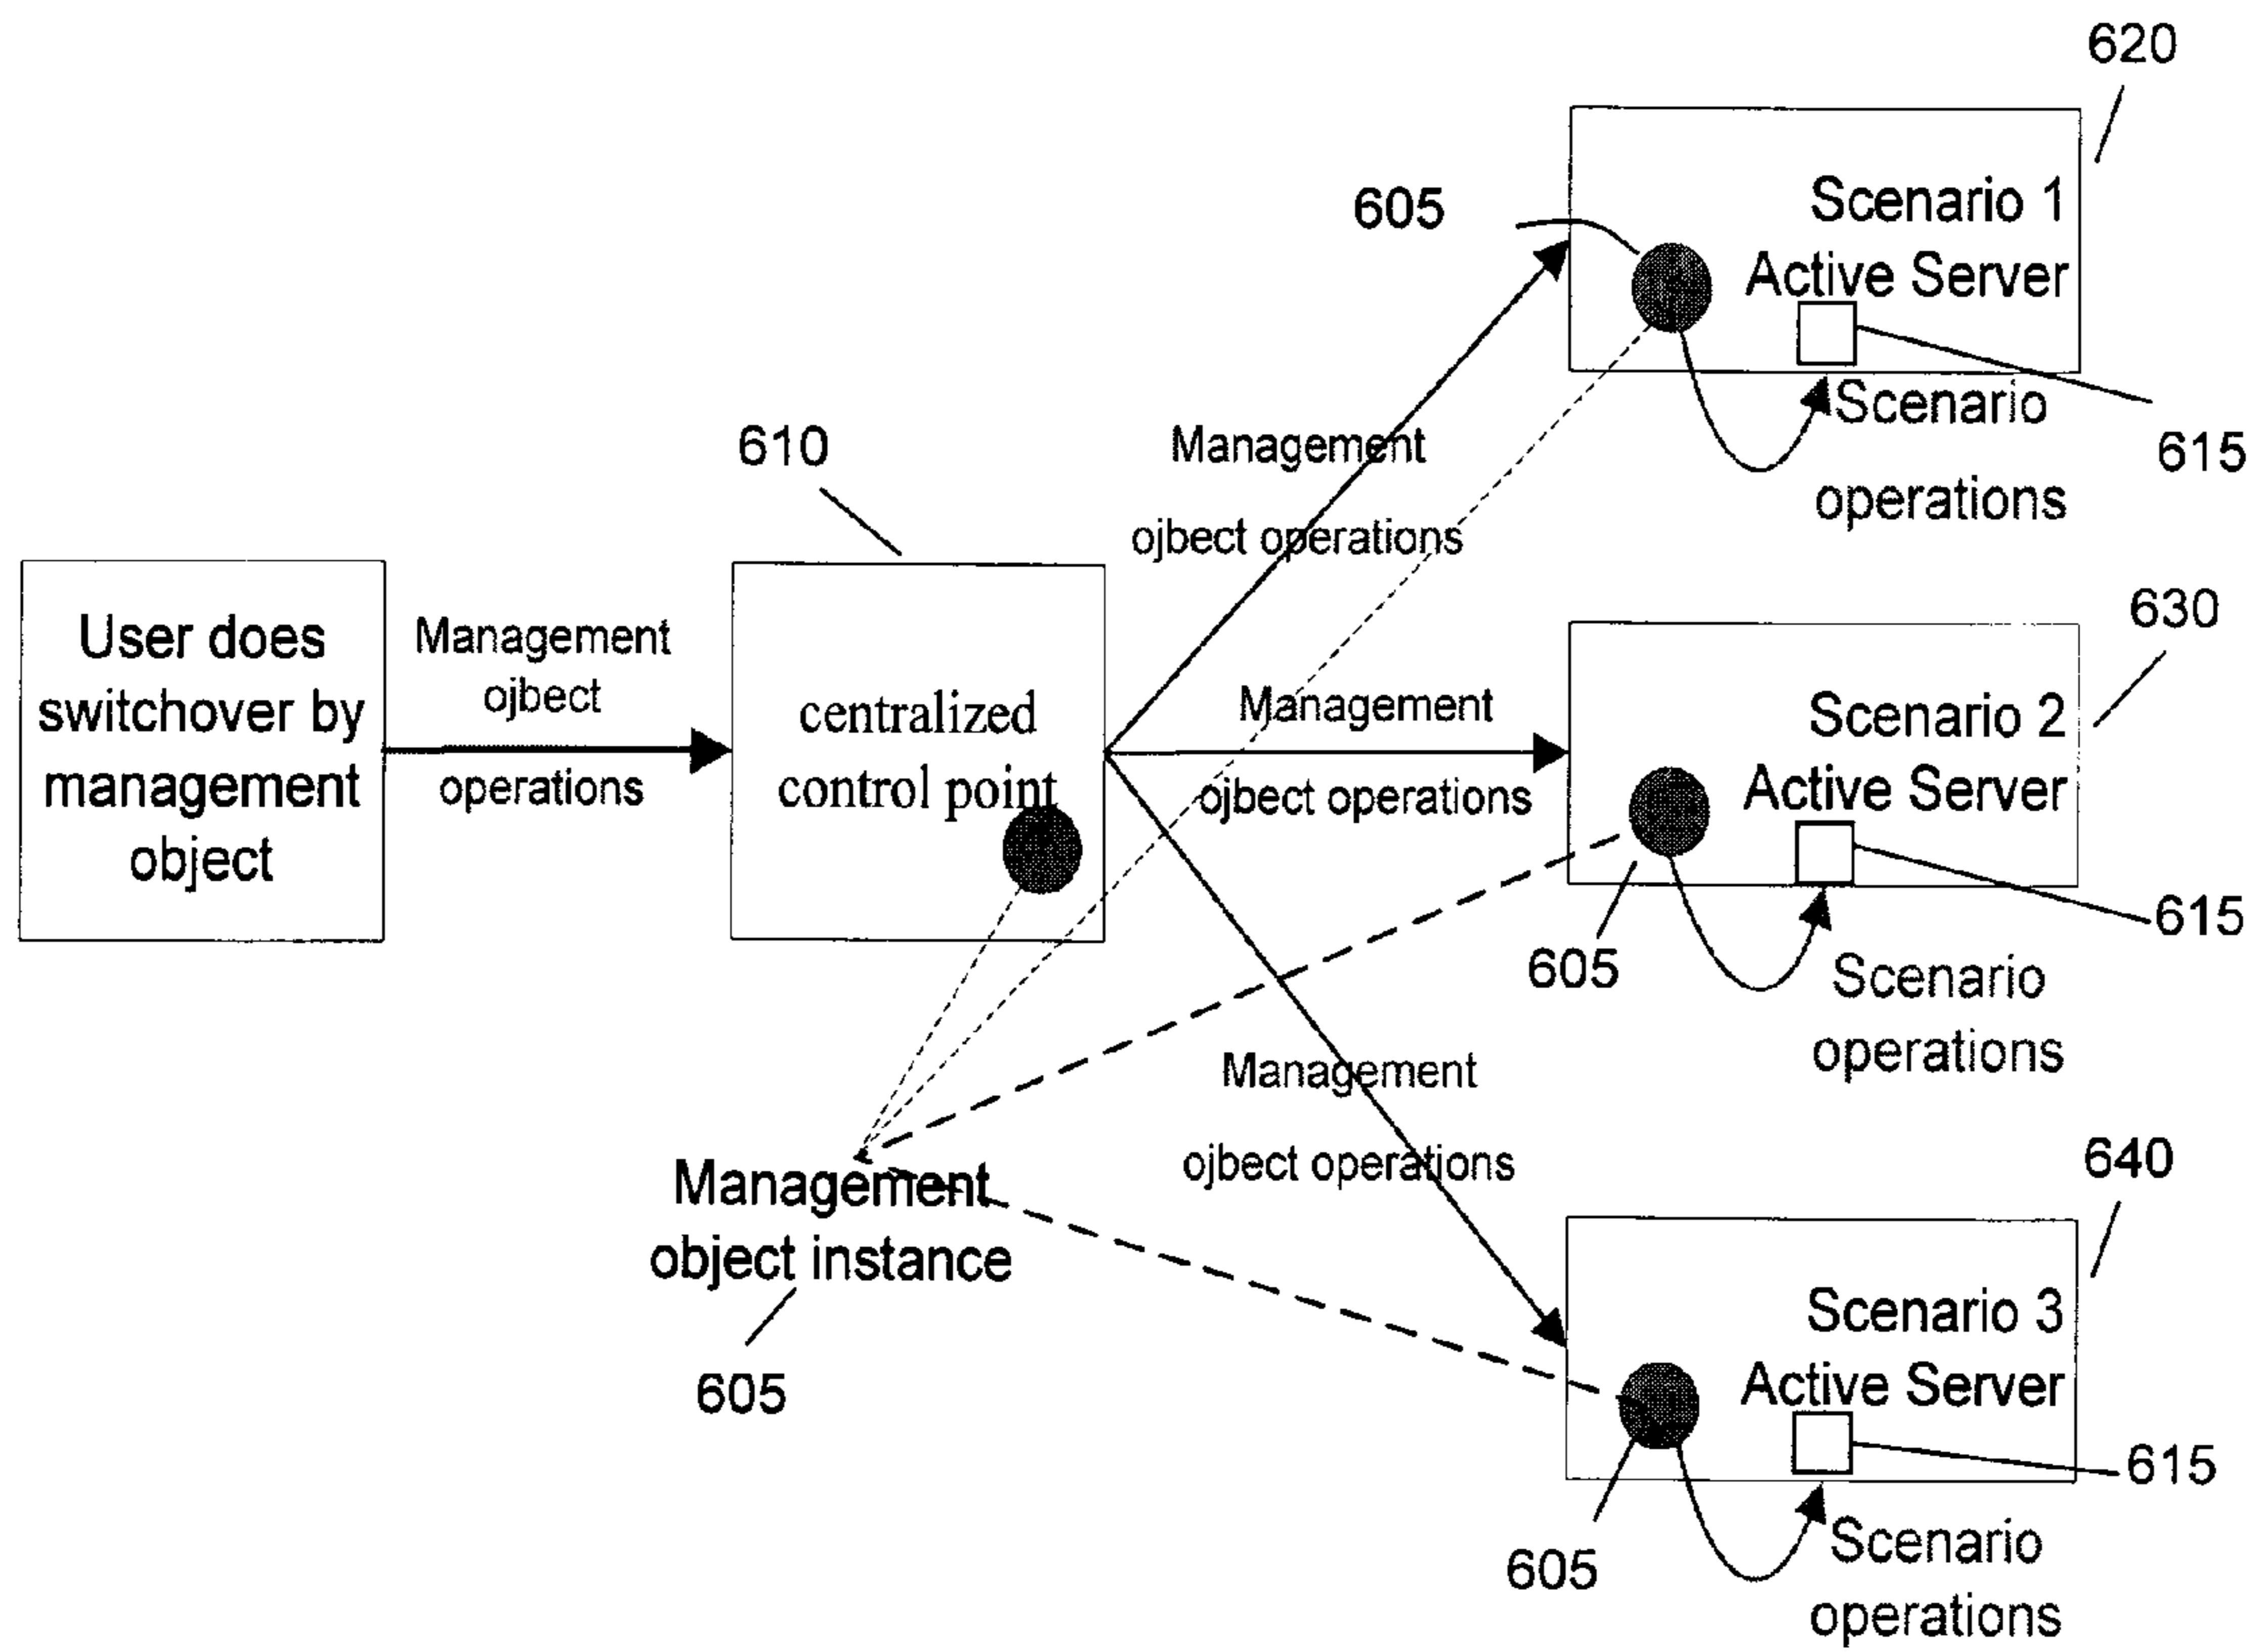 620
Scenario 1
Active Server
605
Scenario
operations
615
610
Management
ojbect operations
User does
switchover by
management
object
Management
ojbect
operations
centralized
control point
Management
ojbect operations
630
Scenario 2
Active Server
605
615
Scenario
operations
Management
ojbect operations
Management
object instance
605
640
Scenario 3
Active Server
605
615
Scenario
operations